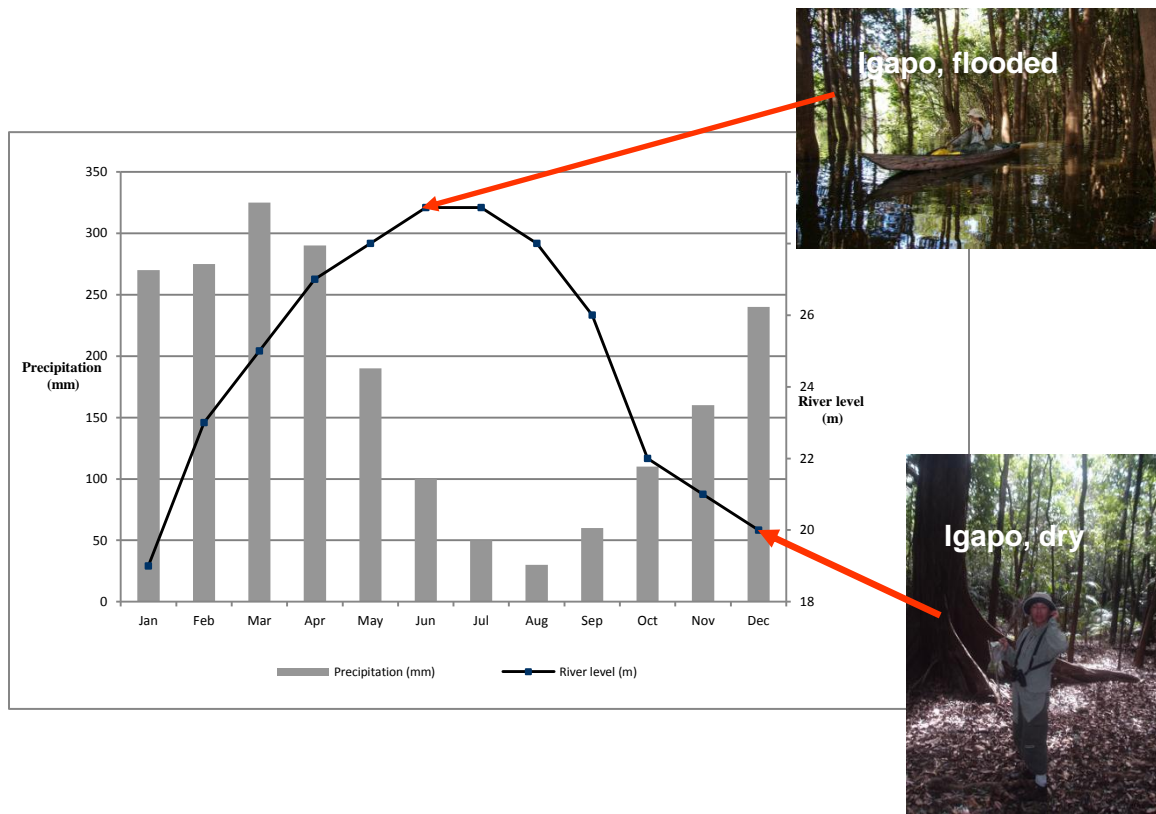 Igapo, flooded
350
300
250
200
150
100
50
0
Precipitation
(mm)
26
24
22
20
18
River level
(m)
Jan Feb Mar Apr May Jun Jul Aug Sep Oct Nov Dec
Precipitation (mm) River level (m)
Igapo, dry